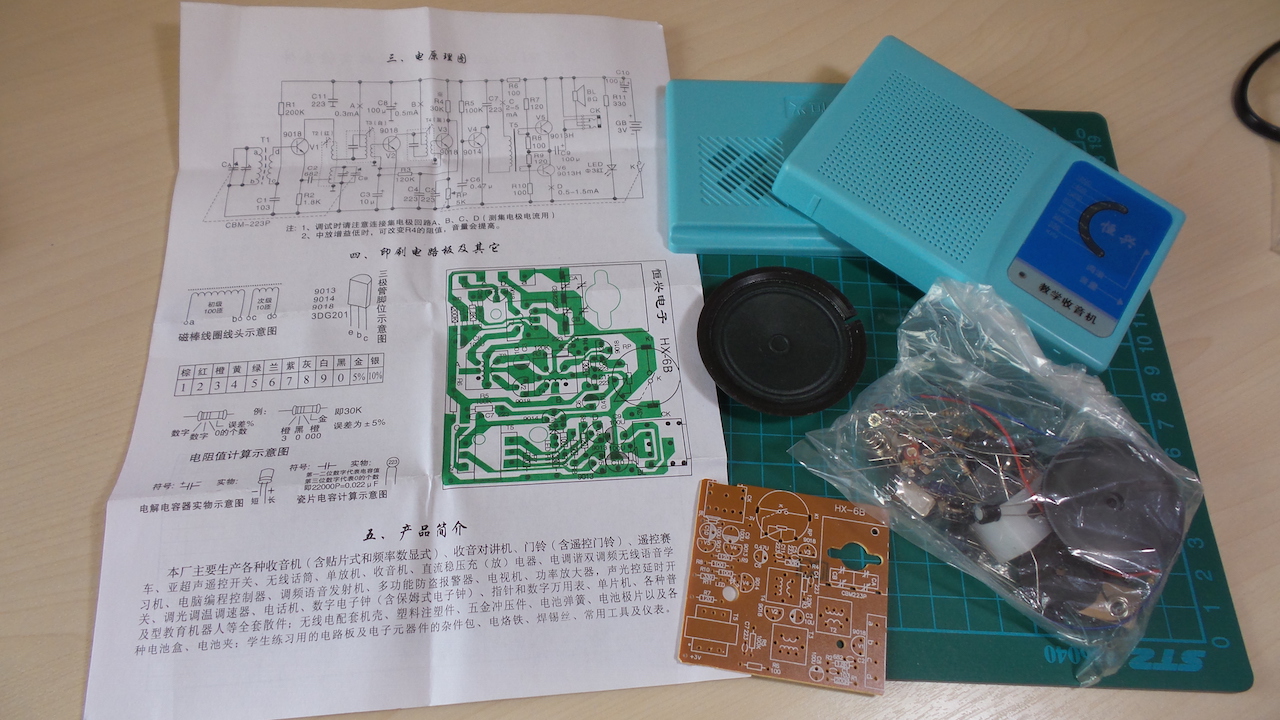 三、电原理图
R1
200K
C11
223
A
0.3mA
C8
100μ
B
0.5mA
R4
30K
R5
100K
C7
223
C
2~5
mA
R6
100
R7
120
BL
8Ω
CK
C10
100μ
R11
330
GB
3V
T1
9018
V1
9018
V2
V3
9018
V4
9014
T5
V5
9013H
R8
100
R9
120
C9
100μ
V6
9013H
LED
K
R2
1.8K
C1
103
R3
120K
C3
10μ
C4
223
C6
0.47μ
RP
5K
R10
100
D
0.5-1.5mA
CBM-223P
注: 1、调试时请注意连接集电极回路A、B、C、D(测集电极电流用)
2、中放增益低时,可改变R4的阻值,音量会提高。
四、印刷电路板及其它
初级
100连
次级
10连
a
b
c
d
磁棒线圈线头示意图
9013
9014
9018
3DG201
e b c
三极管脚位示意图
棕 红 橙 黄 绿 兰 紫 灰 白 黑 金 银
1 2 3 4 5 6 7 8 9 0 5% 10%
例:
金
即30K
误差%
数字
数字
0的个数
橙 黑 橙
3 0 000
误差为±5%
电阻值计算示意图
符号:
实物:
短 长
电解电容器实物示意图
符号:
实物:
第一二位数字代表电容值
第三位数字代表0的个数
即22000P=0.022μF
223
瓷片电容计算示意图
恒兴电子
HX-6B
RP
K
CK
五、产品简介
本厂主要生产各种收音机(含贴片式和频率数显式)、收音对讲机、门铃(含遥控门铃)、遥控赛
车、亚超声遥控开关、无线话筒、单放机、收音机、直流稳压充(放)电器、电调谐双调频无线语音学
习机、电脑编程控制器、调频语音发射机、多功能防盗报警器、电视机、功率放大器,声光控延时开
关、调光调温调速器、电话机、数字电子钟(含保姆式电子钟)、指针和数字万用表、单片机、各种普
及型教育机器人等全套散件;无线电配套机壳、塑料注塑件、五金冲压件、电池弹簧、电池极片以及各
种电池盒、电池夹;学生练习用的电路板及电子元器件的杂件包、电烙铁、焊锡丝、常用工具及仪表。
恒兴
教学收音机
HX-6B
CBM223P
+3V